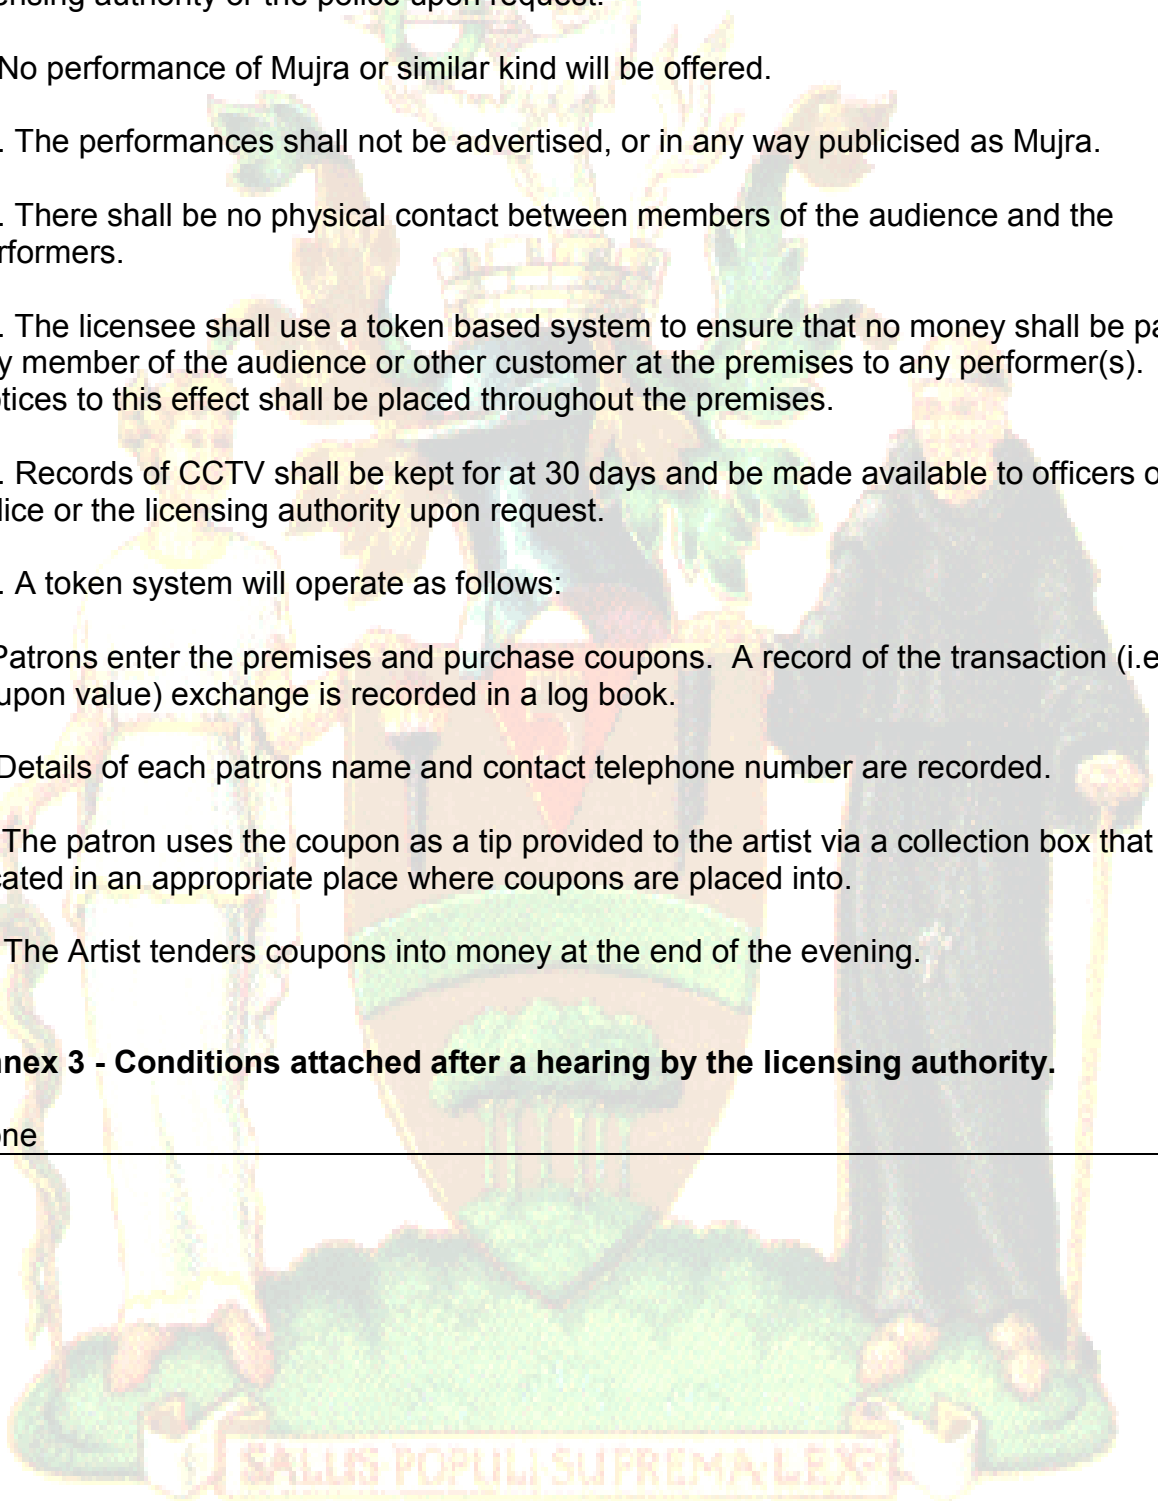 ensing authority or the police upon request.
No performance of Mujra or similar kind will be offered.
. The performances shall not be advertised, or in any way publicised as Mujra.
. There shall be no physical contact between members of the audience and the
rformers.
. The licensee shall use a token based system to ensure that no money shall be pa
y member of the audience or other customer at the premises to any performer(s).
tices to this effect shall be placed throughout the premises.
. Records of CCTV shall be kept for at 30 days and be made available to officers o
lice or the licensing authority upon request.
. A token system will operate as follows:
Patrons enter the premises and purchase coupons.  A record of the transaction (i.e
upon value) exchange is recorded in a log book.
Details of each patrons name and contact telephone number are recorded.
The patron uses the coupon as a tip provided to the artist via a collection box that
cated in an appropriate place where coupons are placed into.
The Artist tenders coupons into money at the end of the evening.
nnex 3 - Conditions attached after a hearing by the licensing authority.
one
SALUS POPULI SUPREMA LEX